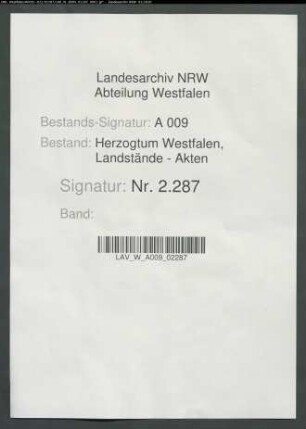 Landesarchiv NRW
Abteilung Westfalen
Bestands-Signatur: A 009
Bestand: Herzogtum Westfalen,
Landstände - Akten
Signatur: Nr. 2.287
Band:
LAV_W_A009_02287